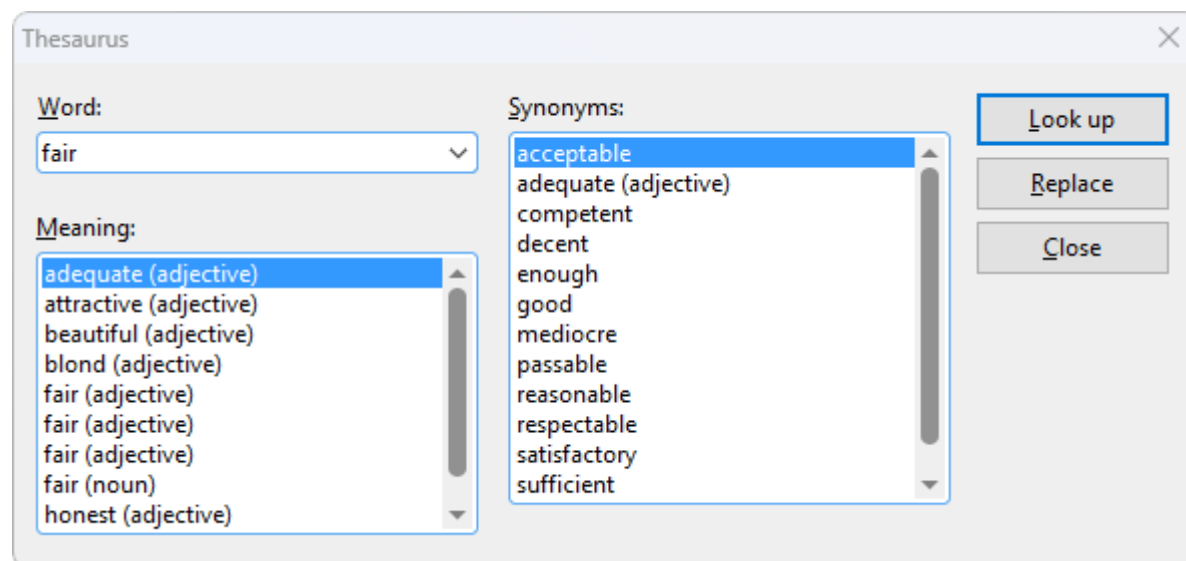 Thesaurus
Word:
fair
Meaning:
adequate (adjective)
attractive (adjective)
beautiful (adjective)
blond (adjective)
fair (adjective)
fair (adjective)
fair (adjective)
fair (noun)
honest (adjective)
Synonyms:
acceptable
adequate (adjective)
competent
decent
enough
good
mediocre
passable
reasonable
respectable
satisfactory
sufficient
Look up
Replace
Close